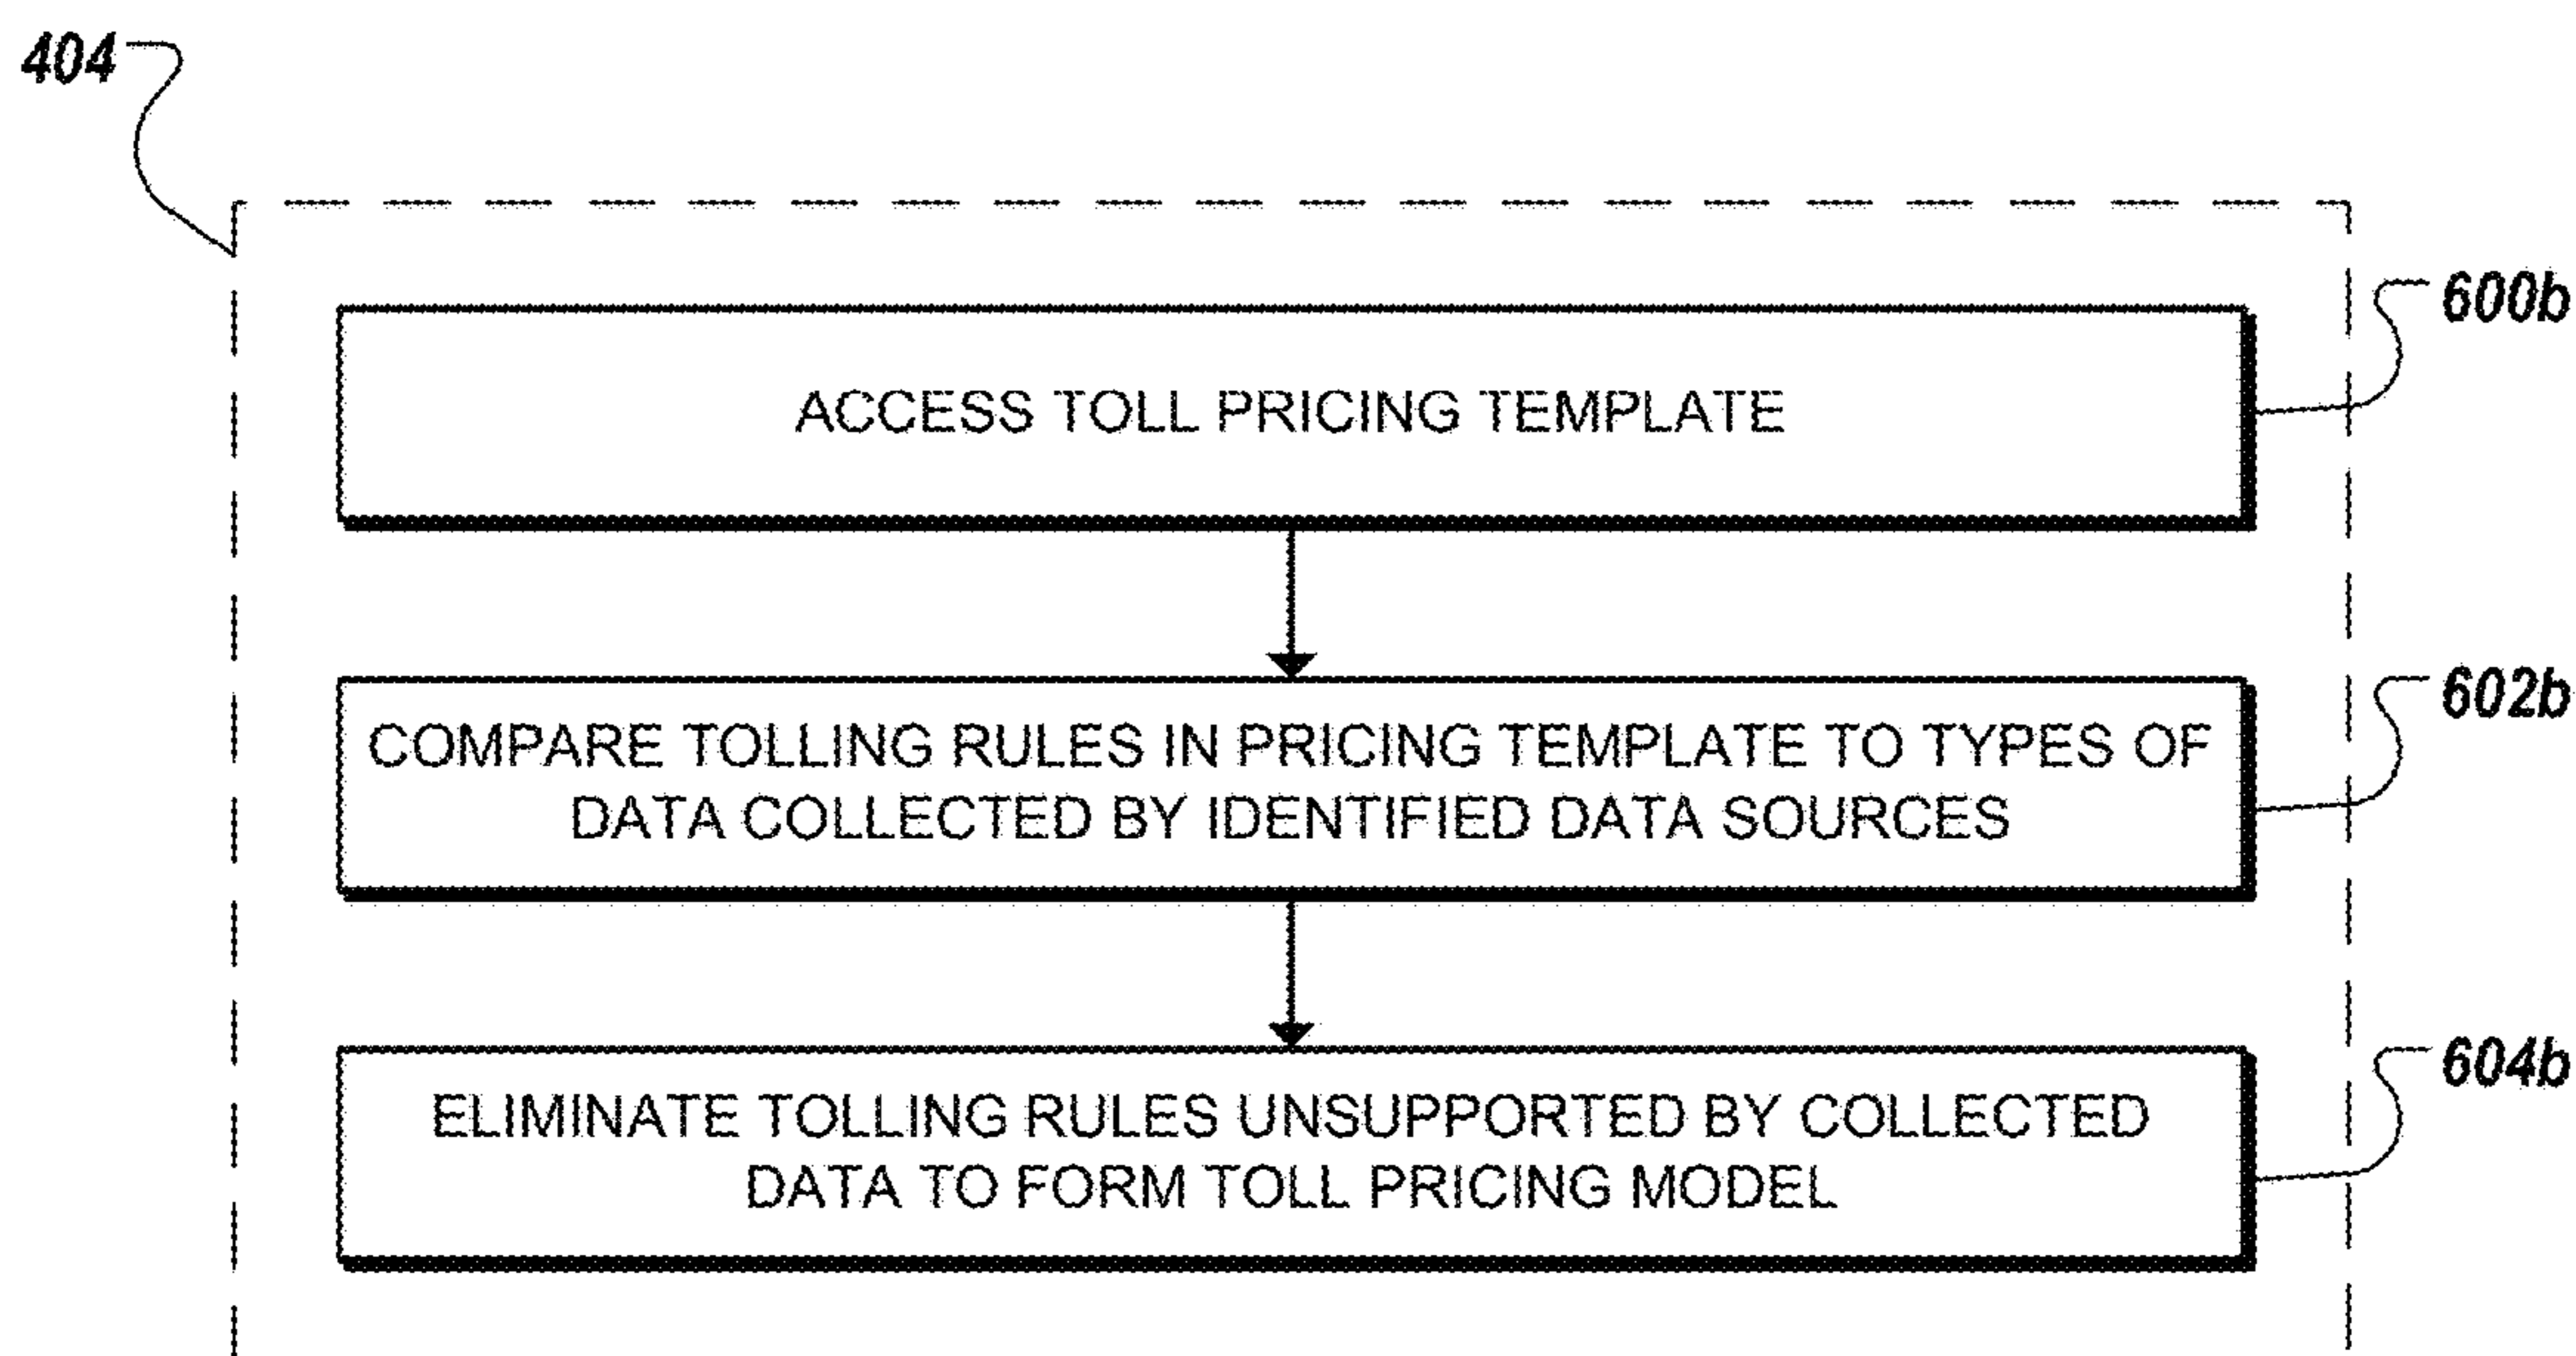 404
600b
ACCESS TOLL PRICING TEMPLATE
602b
COMPARE TOLLING RULES IN PRICING TEMPLATE TO TYPES OF
DATA COLLECTED BY IDENTIFIED DATA SOURCES
604b
ELIMINATE TOLLING RULES UNSUPPORTED BY COLLECTED
DATA TO FORM TOLL PRICING MODEL